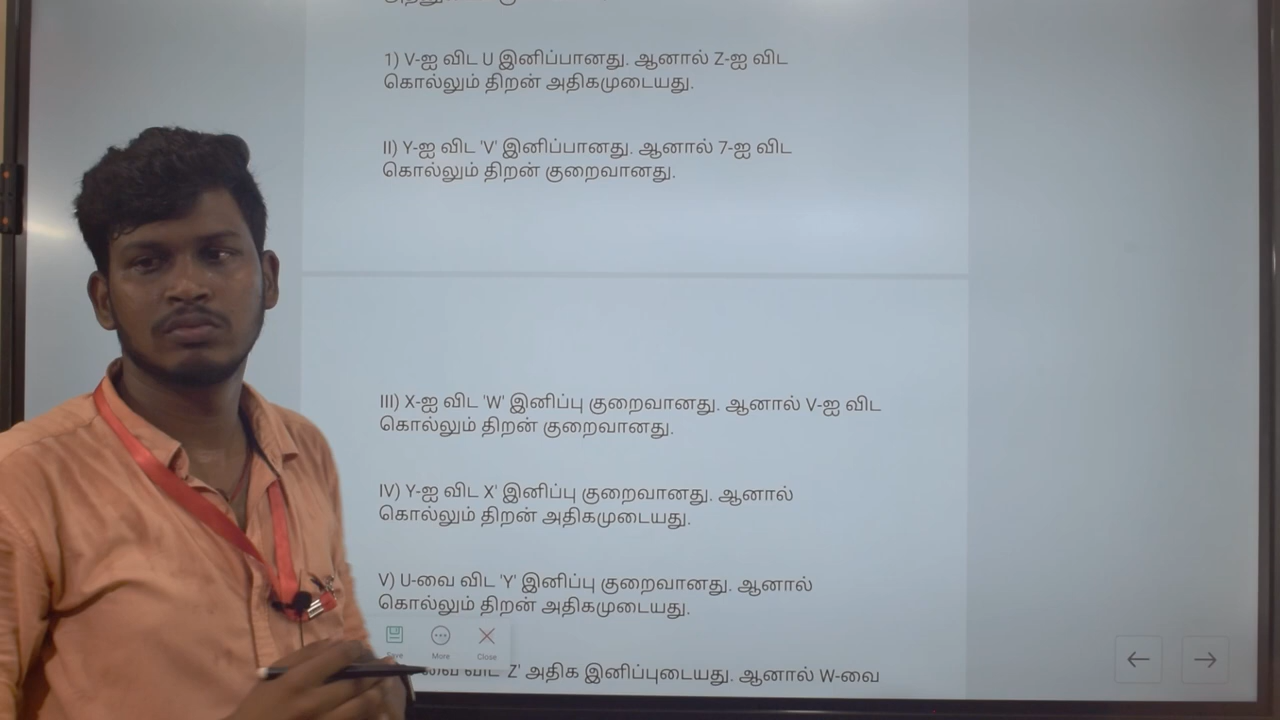 1) V-ஐ விட U இனிப்பானது. ஆனால் Z-ஐ விட
கொல்லும் திறன் அதிகமுடையது.
II) Y-ஐ விட 'V' இனிப்பானது. ஆனால் 7-ஐ விட
கொல்லும் திறன் குறைவானது.
III) X-ஐ விட 'W' இனிப்பு குறைவானது. ஆனால் V-ஐ விட
கொல்லும் திறன் குறைவானது.
IV) Y-ஐ விட X' இனிப்பு குறைவானது. ஆனால்
கொல்லும் திறன் அதிகமுடையது.
V) U-வை விட 'Y' இனிப்பு குறைவானது. ஆனால்
கொல்லும் திறன் அதிகமுடையது.
Save More Close
விட 'Z' அதிக இனிப்புடையது. ஆனால் W-வை